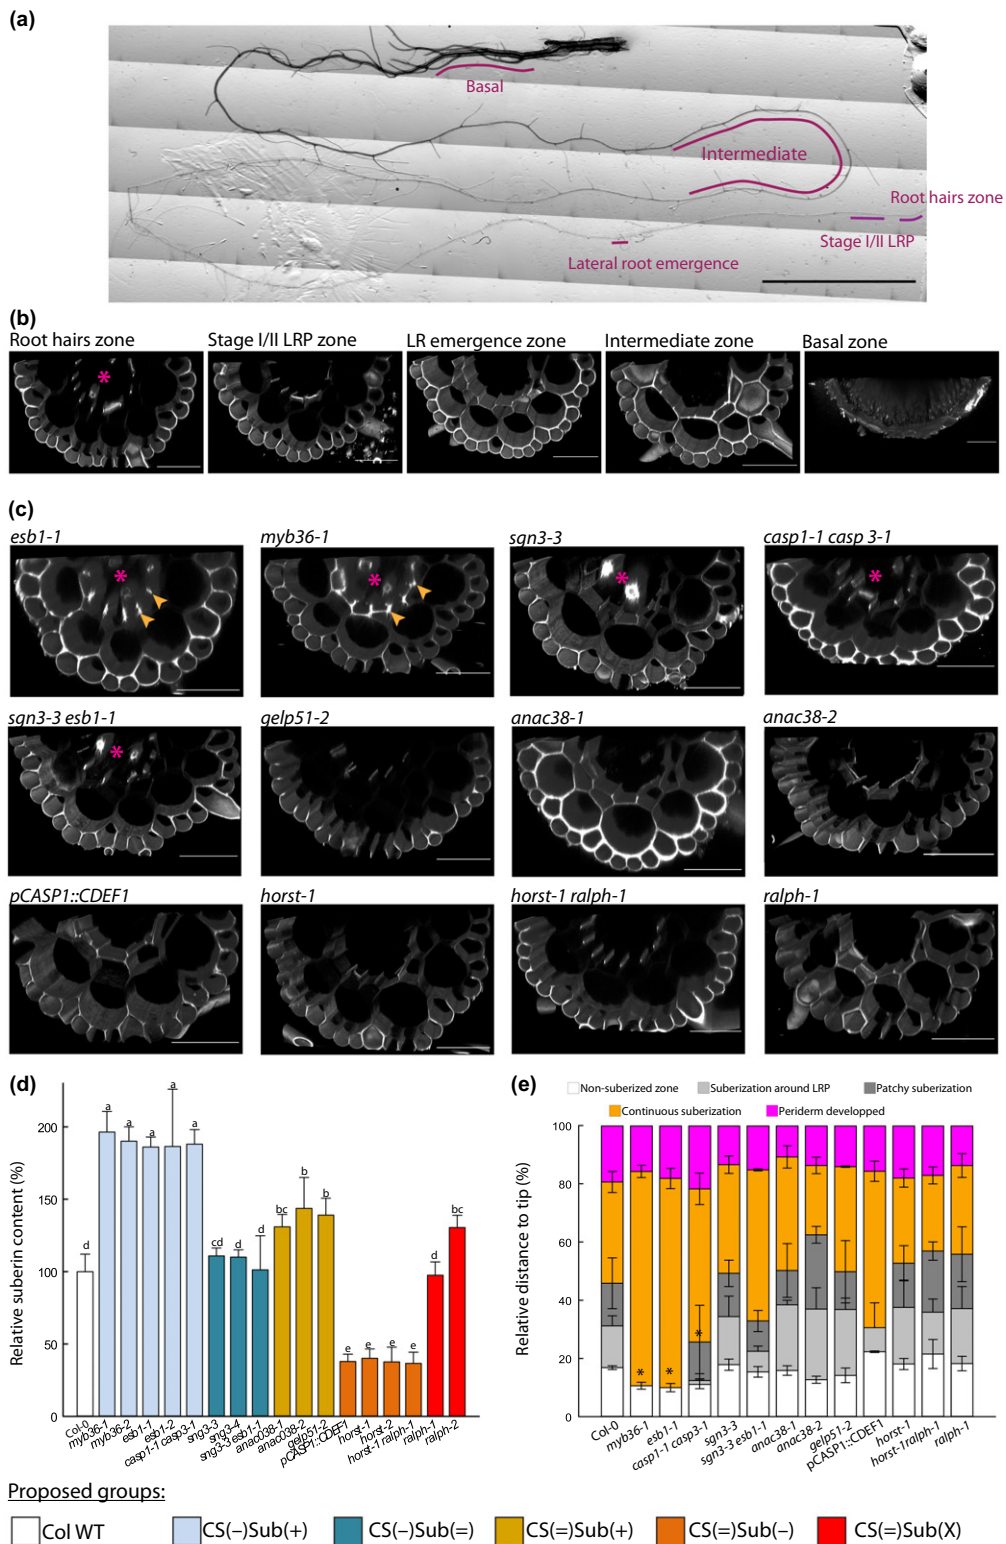 (a)
Basal
Intermediate
Root hairs zone
Stage I/II LRP
Lateral root emergence
(b)
Root hairs zone
Stage I/II LRP zone
LR emergence zone
Intermediate zone
Basal zone
*
(c)
esb1-1
myb36-1
sgn3-3
casp1-1 casp 3-1
*
*
*
*
sgn3-3 esb1-1
gelp51-2
anac38-1
anac38-2
*
pCASP1::CDEF1
horst-1
horst-1 ralph-1
ralph-1
(d)
Relative suberin content (%)
200
150
100
50
0
d
a
a
a
a
a
cd
d
d
bc
b
b
e
e
e
e
d
bc
Col-0
myb36-1
myb36-2
esb1-1
esb1-2
casp1-1 casp3-1
sng3-3
sng3-4
sng3-3 esb1-1
anac038-1
anac038-2
gelp51-2
pCASP1::CDEF1
horst-1
horst-2
horst-1 ralph-1
ralph-1
ralph-2
(e)
Non-suberized zone
Suberization around LRP
Patchy suberization
Continuous suberization
Periderm developped
Relative distance to tip (%)
100
80
60
40
20
0
*
*
*
Col-0
myb36-1
esb1-1
casp1-1 casp3-1
sgn3-3
sgn3-3 esb1-1
anac38-1
anac38-2
gelp51-2
pCASP1::CDEF1
horst-1
horst-1ralph-1
ralph-1
Proposed groups:
Col WT
CS(−)Sub(+)
CS(−)Sub(=)
CS(=)Sub(+)
CS(=)Sub(−)
CS(=)Sub(X)